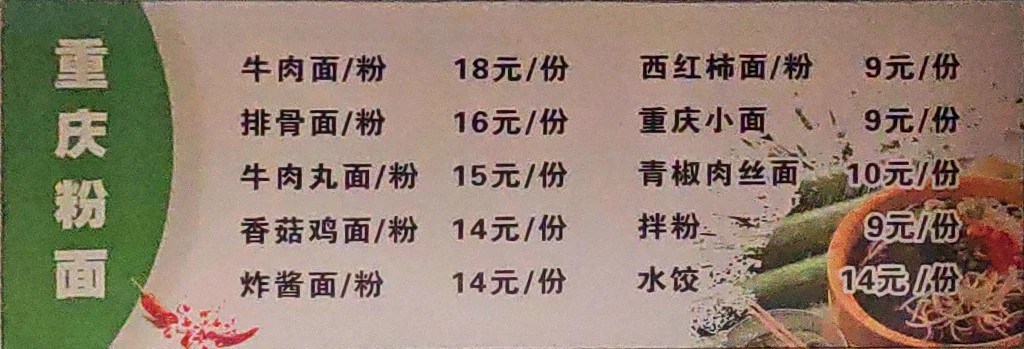 重庆粉面
牛肉面/粉 18元/份
排骨面/粉 16元/份
牛肉丸面/粉 15元/份
香菇鸡面/粉 14元/份
炸酱面/粉 14元/份
西红柿面/粉 9元/份
重庆小面 9元/份
青椒肉丝面 10元/份
拌粉 9元/份
水饺 14元/份